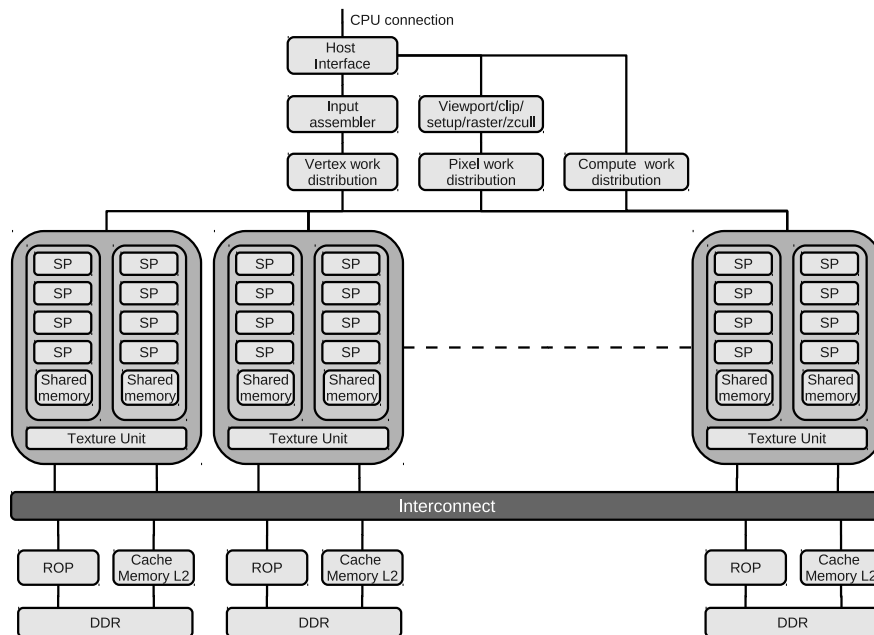 CPU connection
Host
Interface
Input
assembler
Viewport/clip/
setup/raster/zcull
Vertex work
distribution
Pixel work
distribution
Compute work
distribution
SP
SP
SP
SP
Shared
memory
SP
SP
SP
SP
Shared
memory
Texture Unit
SP
SP
SP
SP
Shared
memory
SP
SP
SP
SP
Shared
memory
Texture Unit
SP
SP
SP
SP
Shared
memory
SP
SP
SP
SP
Shared
memory
Texture Unit
Interconnect
ROP
Cache
Memory L2
DDR
ROP
Cache
Memory L2
DDR
ROP
Cache
Memory L2
DDR